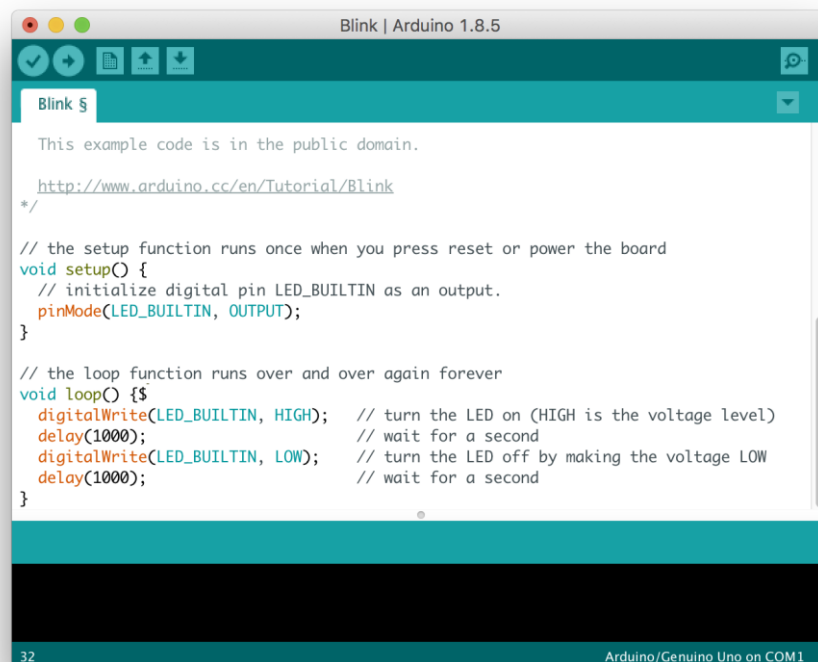 Blink | Arduino 1.8.5
Blink §
This example code is in the public domain.
http://www.arduino.cc/en/Tutorial/Blink
*/
// the setup function runs once when you press reset or power the board
void setup() {
  // initialize digital pin LED_BUILTIN as an output.
  pinMode(LED_BUILTIN, OUTPUT);
}
// the loop function runs over and over again forever
void loop() {$
  digitalWrite(LED_BUILTIN, HIGH);   // turn the LED on (HIGH is the voltage level)
  delay(1000);                       // wait for a second
  digitalWrite(LED_BUILTIN, LOW);    // turn the LED off by making the voltage LOW
  delay(1000);                       // wait for a second
}
32 Arduino/Genuino Uno on COM1